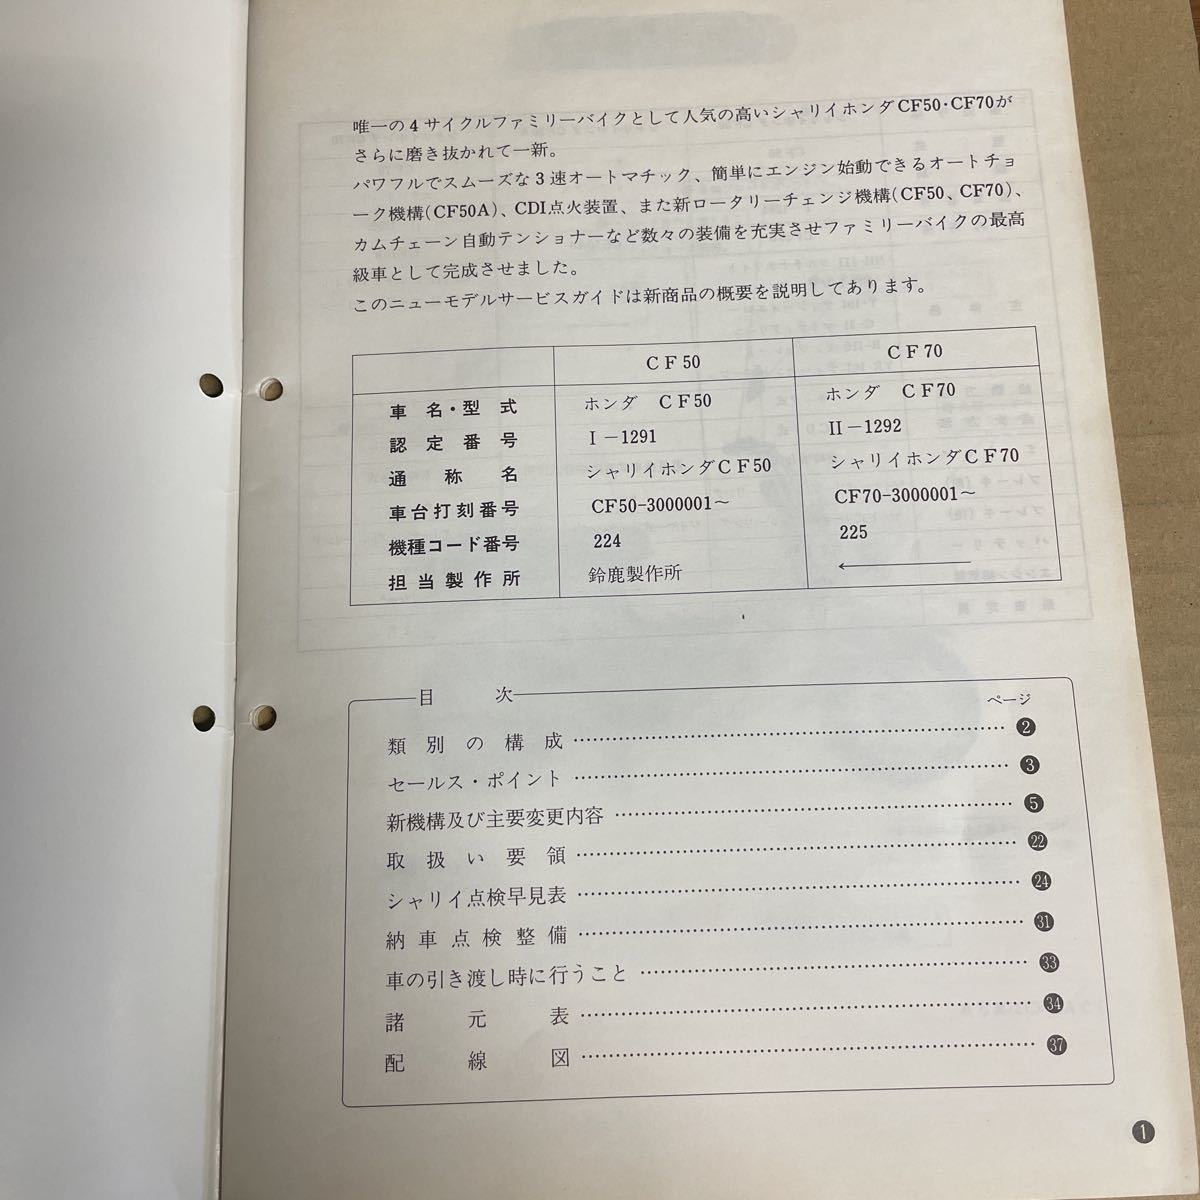 唯一の4サイクルファミリーバイクとして人気の高いシャリイホンダCF50・CF70が
さらに磨き抜かれて一新。
パワフルでスムーズな3速オートマチック、簡単にエンジン始動できるオートチョ
ーク機構(CF50A)、CDI点火装置、また新ロータリーチェンジ機構(CF50、CF70)、
カムチェーン自動テンショナーなど数々の装備を充実させファミリーバイクの最高
級車として完成させました。
このニューモデルサービスガイドは新商品の概要を説明してあります。
CF50 CF70
車名・型式 ホンダ CF50 ホンダ CF70
認定番号 I-1291 II-1292
通称名 シャリイホンダCF50 シャリイホンダCF70
車台打刻番号 CF50-3000001〜 CF70-3000001〜
機種コード番号 224 225
担当製作所 鈴鹿製作所 ←
目次 ページ
類別の構成 2
セールス・ポイント 3
新機構及び主要変更内容 5
取扱い要領 22
シャリイ点検早見表 24
納車点検整備 31
車の引き渡し時に行うこと 33
諸元表 34
配線図 37
1